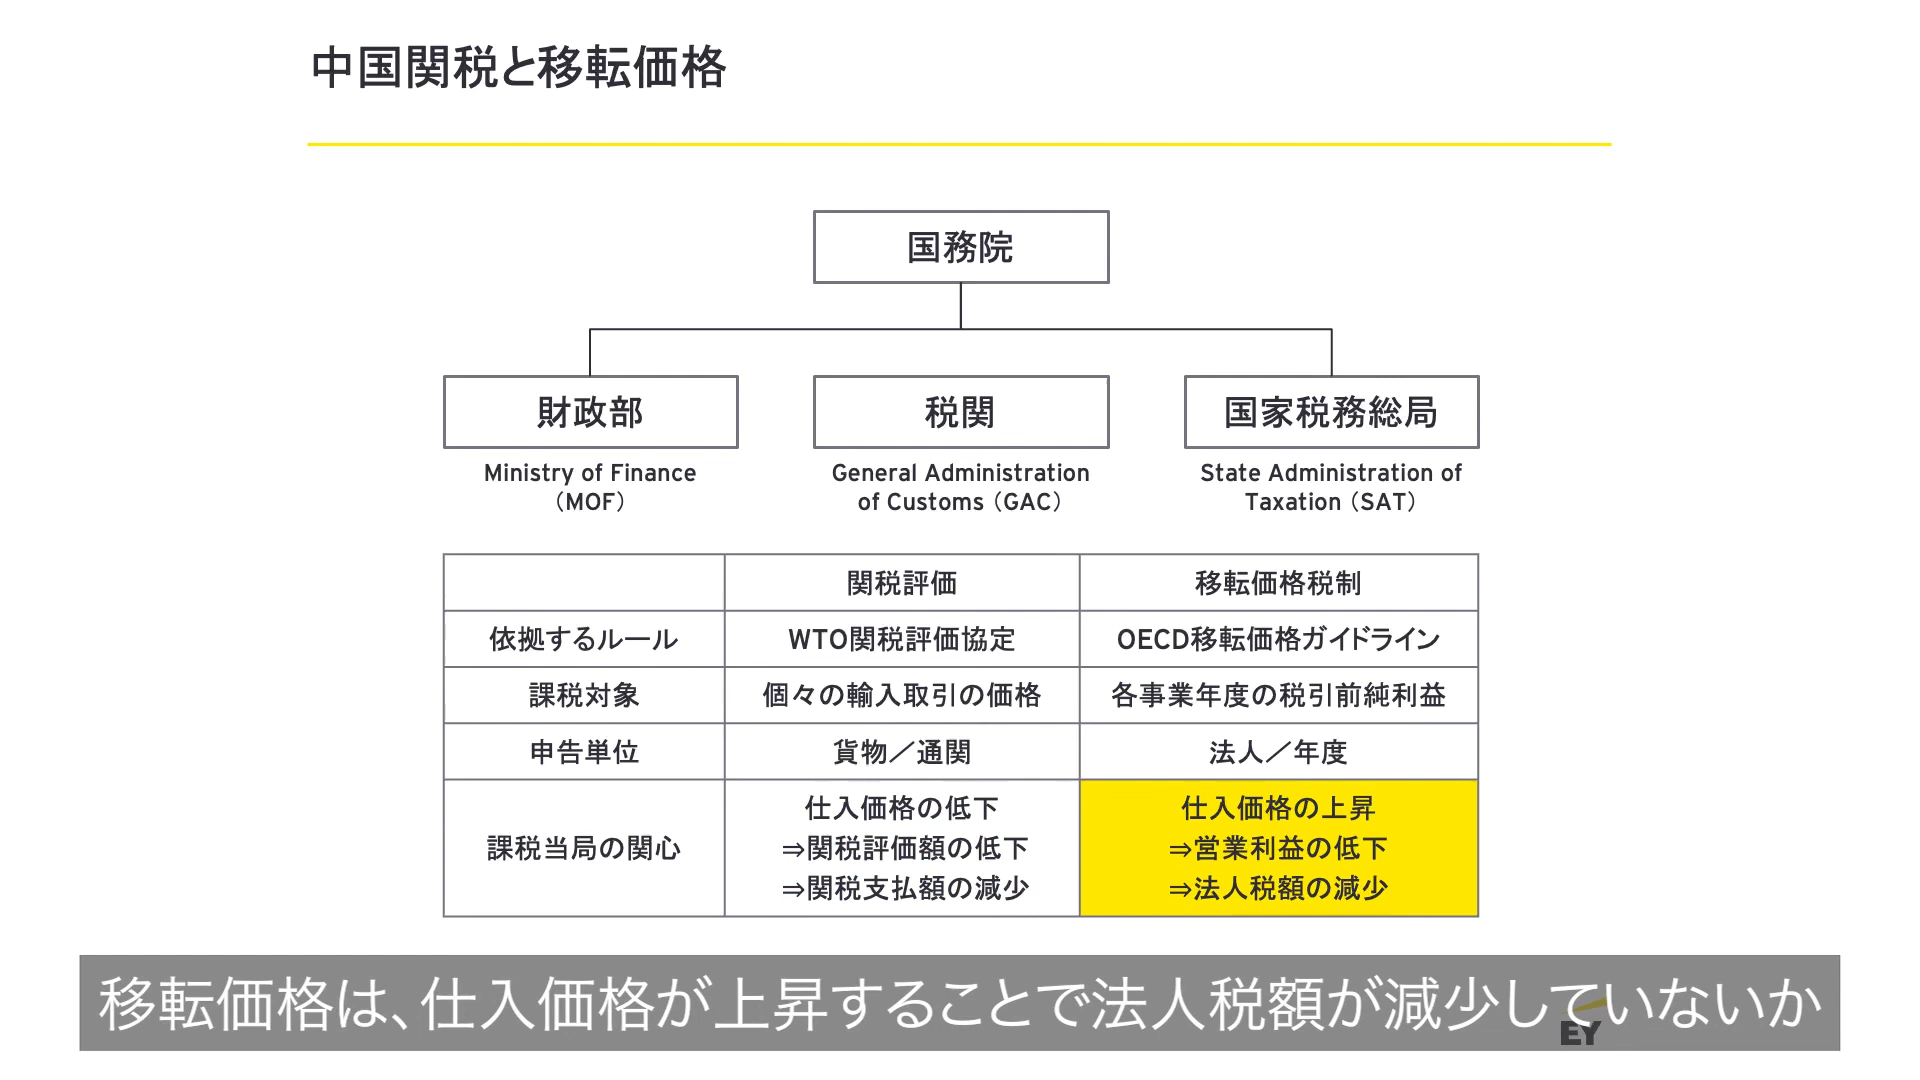 中国関税と移転価格
国務院
財政部
税関
国家税務総局
Ministry of Finance
（MOF）
General Administration
of Customs（GAC）
State Administration of
Taxation（SAT）
関税評価
移転価格税制
依拠するルール
WTO関税評価協定
OECD移転価格ガイドライン
課税対象
個々の輸入取引の価格
各事業年度の税引前純利益
申告単位
貨物／通関
法人／年度
課税当局の関心
仕入価格の低下
⇒関税評価額の低下
⇒関税支払額の減少
仕入価格の上昇
⇒営業利益の低下
⇒法人税額の減少
移転価格は、仕入価格が上昇することで法人税額が減少していないか
EY